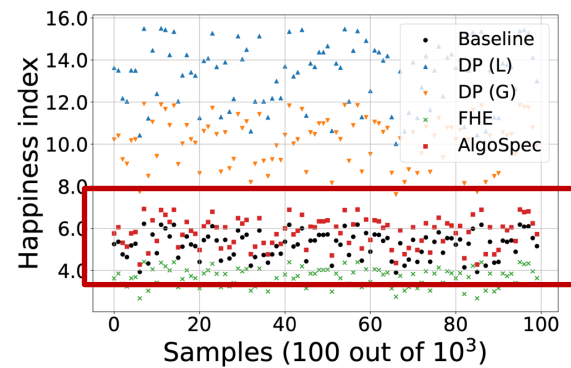 16.0
14.0
12.0
10.0
8.0
6.0
4.0
Happiness index
Baseline
DP (L)
DP (G)
FHE
AlgoSpec
0 20 40 60 80 100
Samples (100 out of 10³)